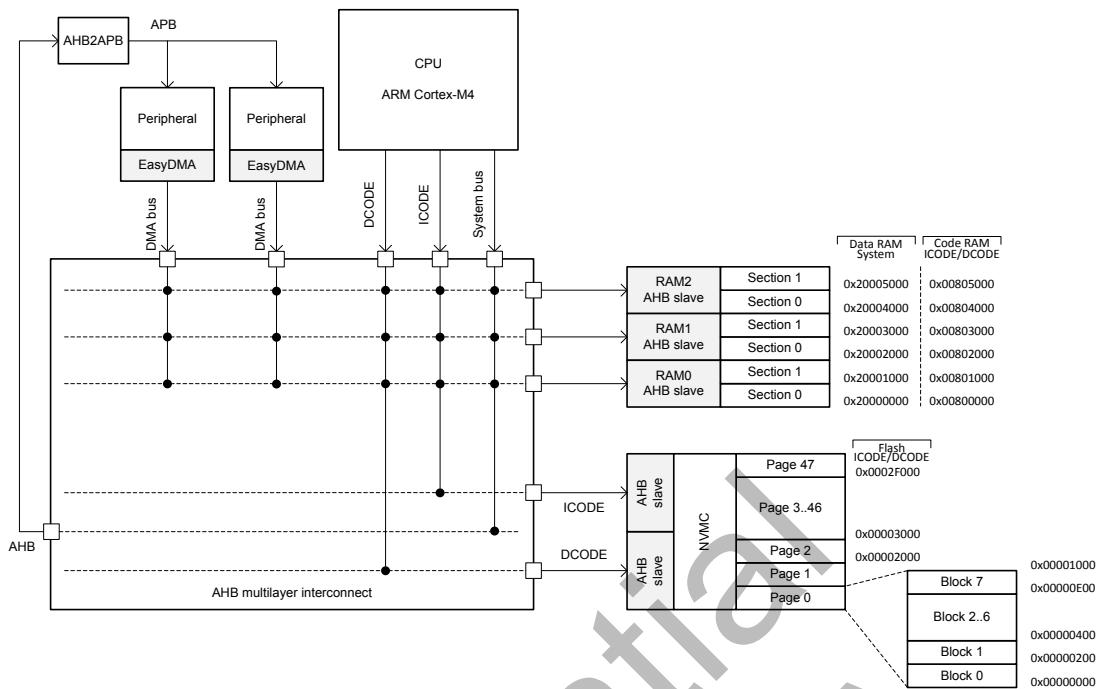 AHB2APB
APB
CPU
ARM Cortex-M4
Peripheral
EasyDMA
Peripheral
EasyDMA
DMA bus
DMA bus
DCODE
ICODE
System bus
Data RAM
System
Code RAM
ICODE/DCODE
RAM2
AHB slave
Section 1
Section 0
0x20005000
0x00805000
0x20004000
0x00804000
RAM1
AHB slave
Section 1
Section 0
0x20003000
0x00803000
0x20002000
0x00802000
RAM0
AHB slave
Section 1
Section 0
0x20001000
0x00801000
0x20000000
0x00800000
Flash
ICODE/DCODE
0x0002F000
AHB
slave
AHB
slave
NVMC
Page 47
Page 3..46
0x00003000
Page 2
0x00002000
Page 1
Page 0
ICODE
DCODE
AHB
AHB multilayer interconnect
0x00001000
Block 7
0x00000E00
Block 2..6
0x00000400
Block 1
0x00000200
Block 0
0x00000000